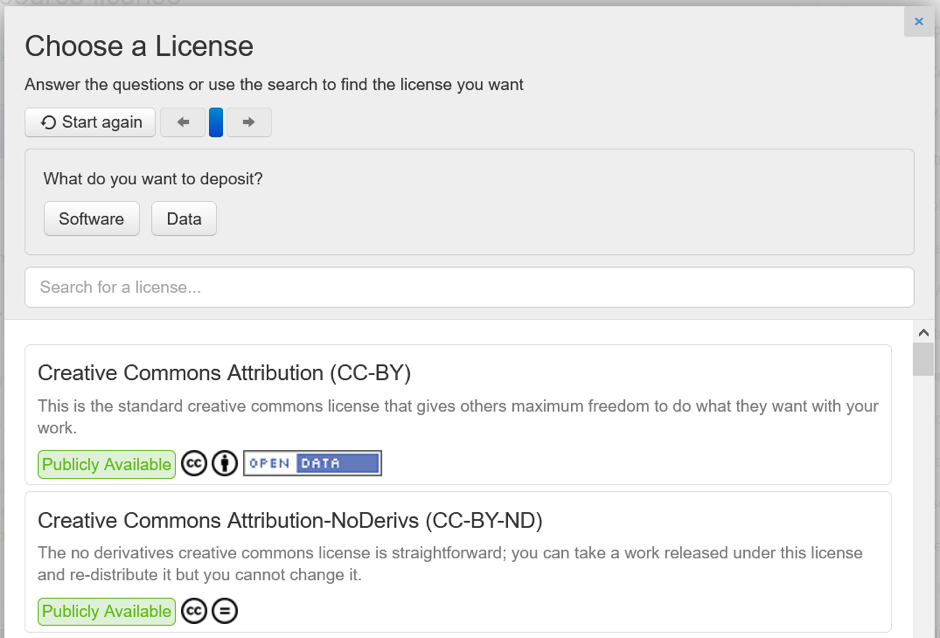 Choose a License
Answer the questions or use the search to find the license you want
Start again
What do you want to deposit?
Software Data
Search for a license...
Creative Commons Attribution (CC-BY)
This is the standard creative commons license that gives others maximum freedom to do what they want with your
work.
Publicly Available cc OPEN DATA
Creative Commons Attribution-NoDerivs (CC-BY-ND)
The no derivatives creative commons license is straightforward; you can take a work released under this license
and re-distribute it but you cannot change it.
Publicly Available cc =